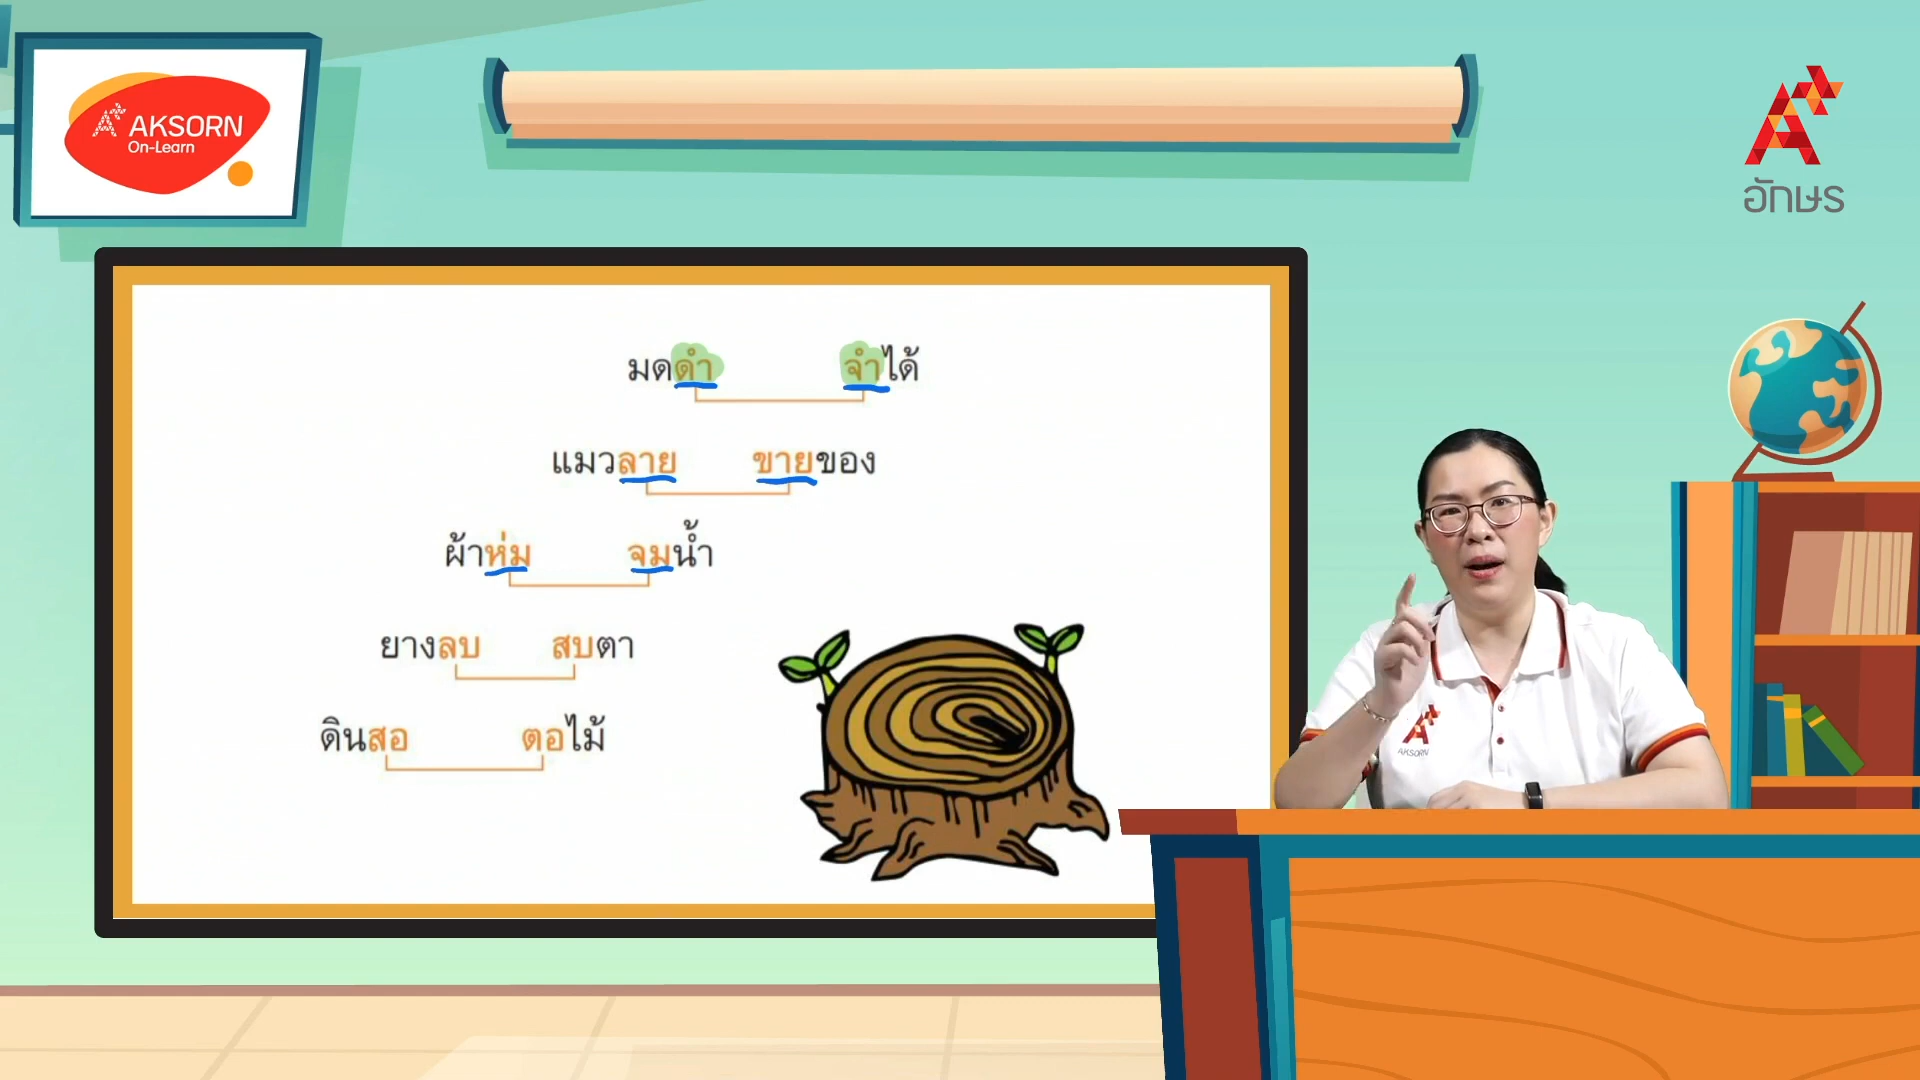 AKSORN
On-Learn
อักษร
มดดำ จำได้
แมวลาย ขายของ
ผ้าห่ม จมน้ำ
ยางลบ สบตา
ดินสอ ตอไม้
AKSORN